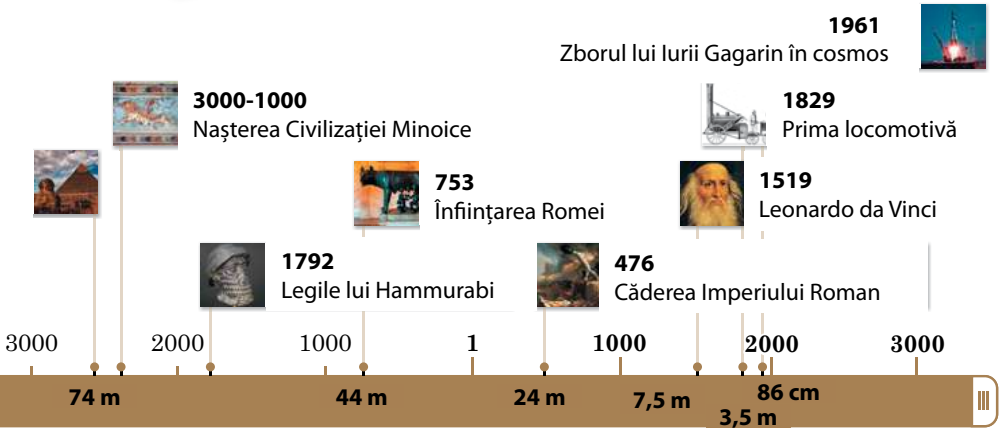 1961
Zborul lui Iurii Gagarin în cosmos
3000-1000
Nașterea Civilizației Minoice
1829
Prima locomotivă
753
Înființarea Romei
1519
Leonardo da Vinci
1792
Legile lui Hammurabi
476
Căderea Imperiului Roman
3000 2000 1000 1 1000 2000 3000
74 m 44 m 24 m 7,5 m 3,5 m 86 cm